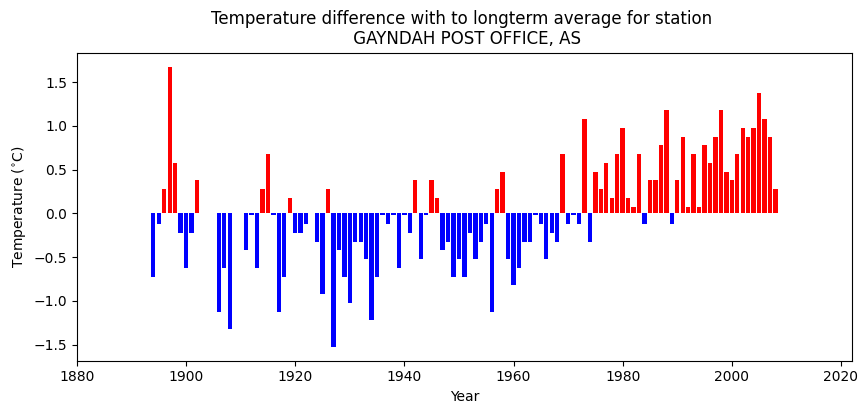 Temperature difference with to longterm average for station
GAYNDAH POST OFFICE, AS
Temperature (°C)
1.5
1.0
0.5
0.0
−0.5
−1.0
−1.5
1880 1900 1920 1940 1960 1980 2000 2020
Year